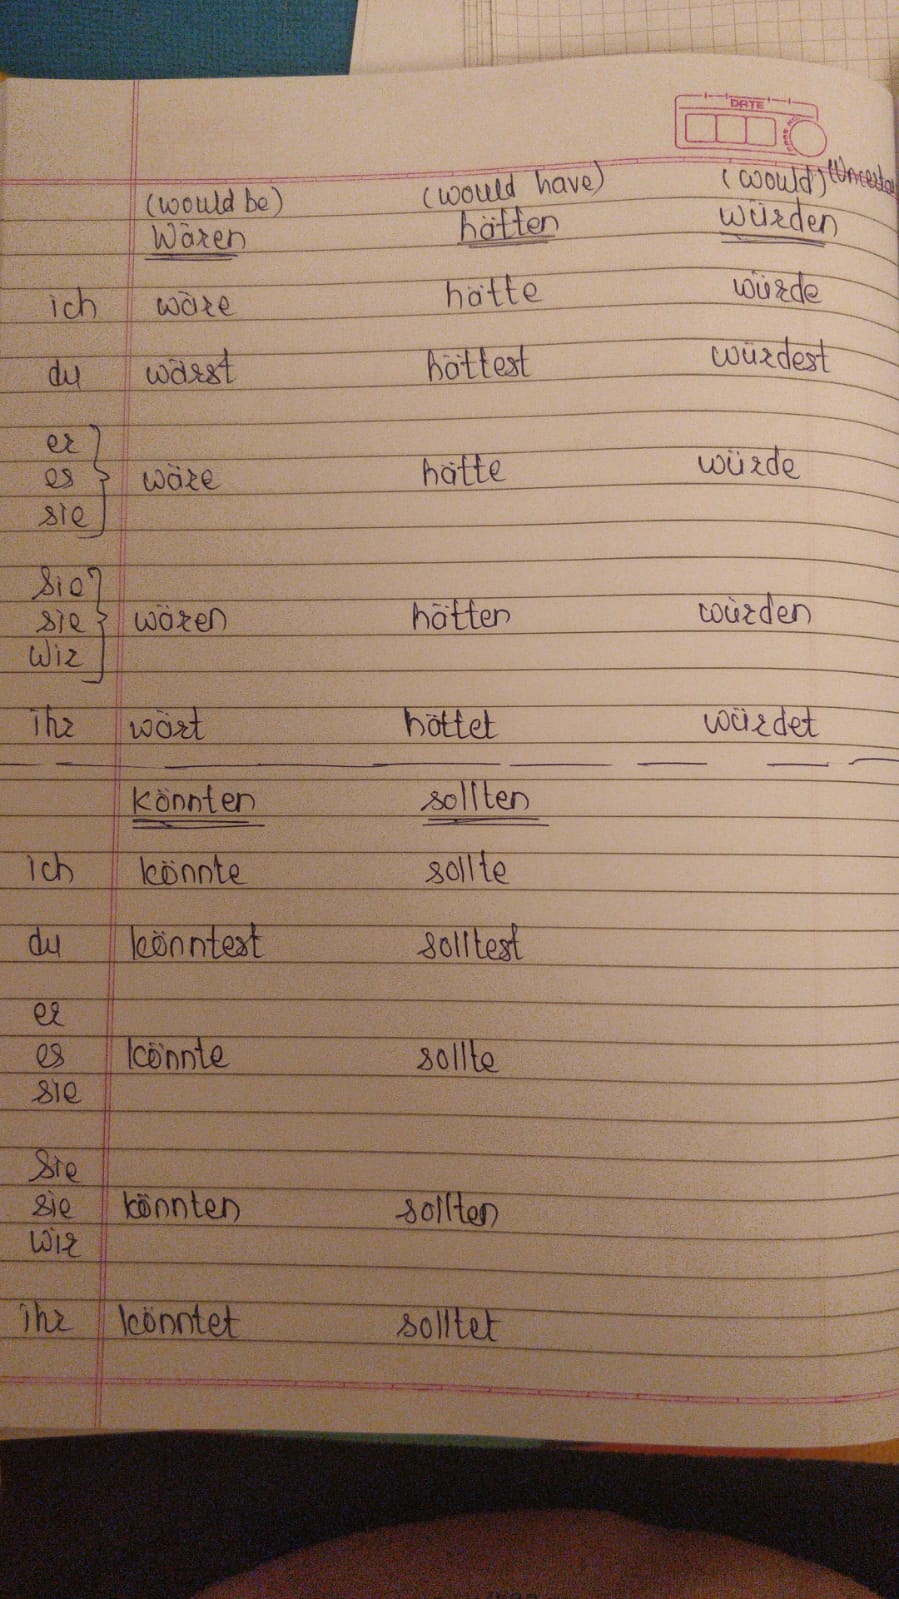 DATE
(would be) (would have) (would)
Wären hätten würden
ich wäre hätte würde
du wärst hättest würdest
er
es wäre hätte würde
sie
Sie
sie wären hätten würden
Wir
ihr wärt hättet würdet
könnten sollten
ich könnte sollte
du könntest solltest
er
es könnte sollte
sie
Sie
sie könnten sollten
Wir
ihr könntet solltet